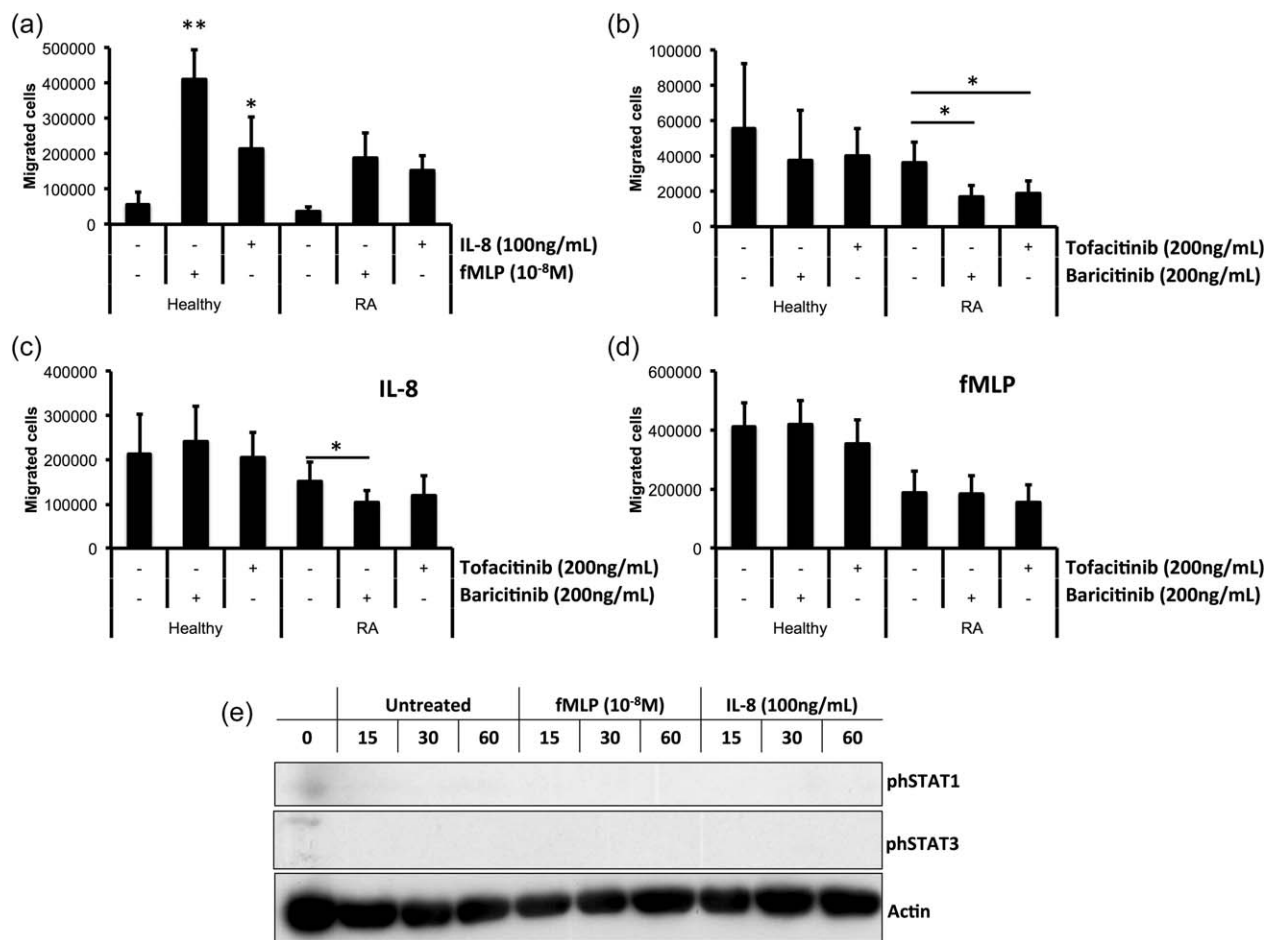 (a)
**
*
500000
400000
300000
200000
100000
0
Migrated cells
- - + - - + IL-8 (100ng/mL)
- + - - + - fMLP (10⁻⁸M)
Healthy RA
(b)
*
*
100000
80000
60000
40000
20000
0
Migrated cells
- - + - - + Tofacitinib (200ng/mL)
- + - - + - Baricitinib (200ng/mL)
Healthy RA
(c)
IL-8
*
400000
300000
200000
100000
0
Migrated cells
- - + - - + Tofacitinib (200ng/mL)
- + - - + - Baricitinib (200ng/mL)
Healthy RA
(d)
fMLP
600000
400000
200000
0
Migrated cells
- - + - - + Tofacitinib (200ng/mL)
- + - - + - Baricitinib (200ng/mL)
Healthy RA
(e)
Untreated fMLP (10⁻⁸M) IL-8 (100ng/mL)
0 15 30 60 15 30 60 15 30 60
phSTAT1
phSTAT3
Actin